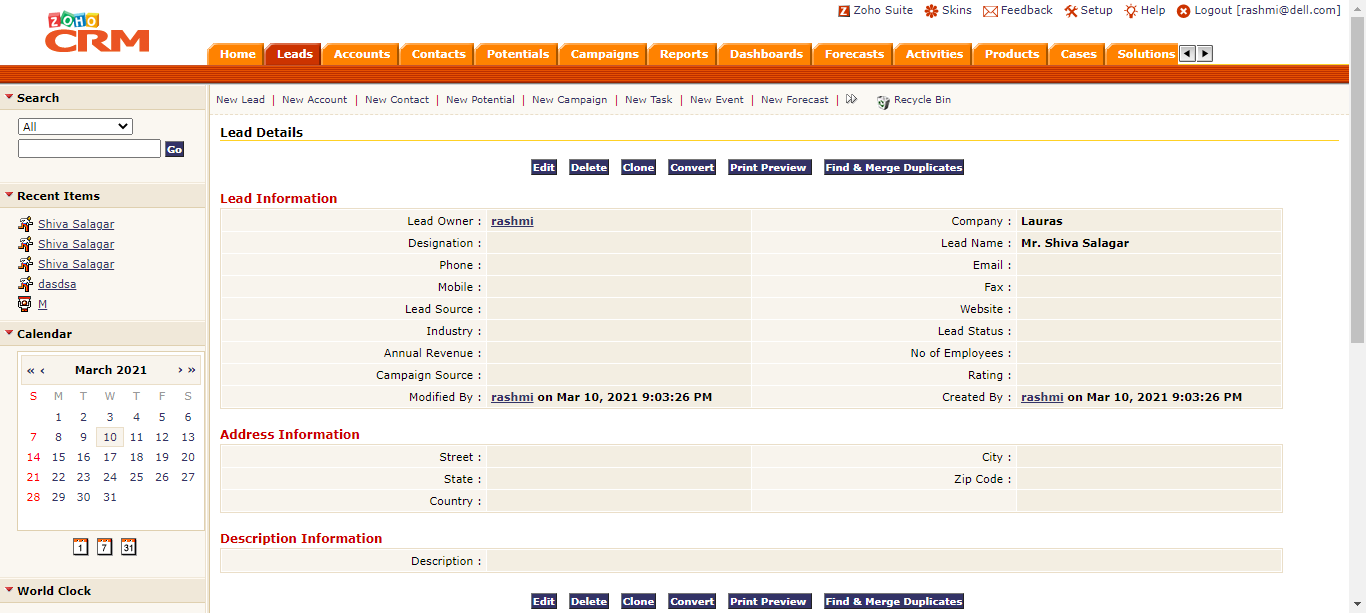 ZOHO
CRM
Zoho Suite Skins Feedback Setup Help Logout [rashmi@dell.com]
Home Leads Accounts Contacts Potentials Campaigns Reports Dashboards Forecasts Activities Products Cases Solutions
Search
All
Go
Recent Items
Shiva Salagar
Shiva Salagar
Shiva Salagar
dasdsa
M
Calendar
« ‹ March 2021 › »
S M T W T F S
1 2 3 4 5 6
7 8 9 10 11 12 13
14 15 16 17 18 19 20
21 22 23 24 25 26 27
28 29 30 31
1 7 31
World Clock
New Lead | New Account | New Contact | New Potential | New Campaign | New Task | New Event | New Forecast | Recycle Bin
Lead Details
Edit Delete Clone Convert Print Preview Find & Merge Duplicates
Lead Information
Lead Owner : rashmi Company : Lauras
Designation : Lead Name : Mr. Shiva Salagar
Phone : Email :
Mobile : Fax :
Lead Source : Website :
Industry : Lead Status :
Annual Revenue : No of Employees :
Campaign Source : Rating :
Modified By : rashmi on Mar 10, 2021 9:03:26 PM Created By : rashmi on Mar 10, 2021 9:03:26 PM
Address Information
Street : City :
State : Zip Code :
Country :
Description Information
Description :
Edit Delete Clone Convert Print Preview Find & Merge Duplicates